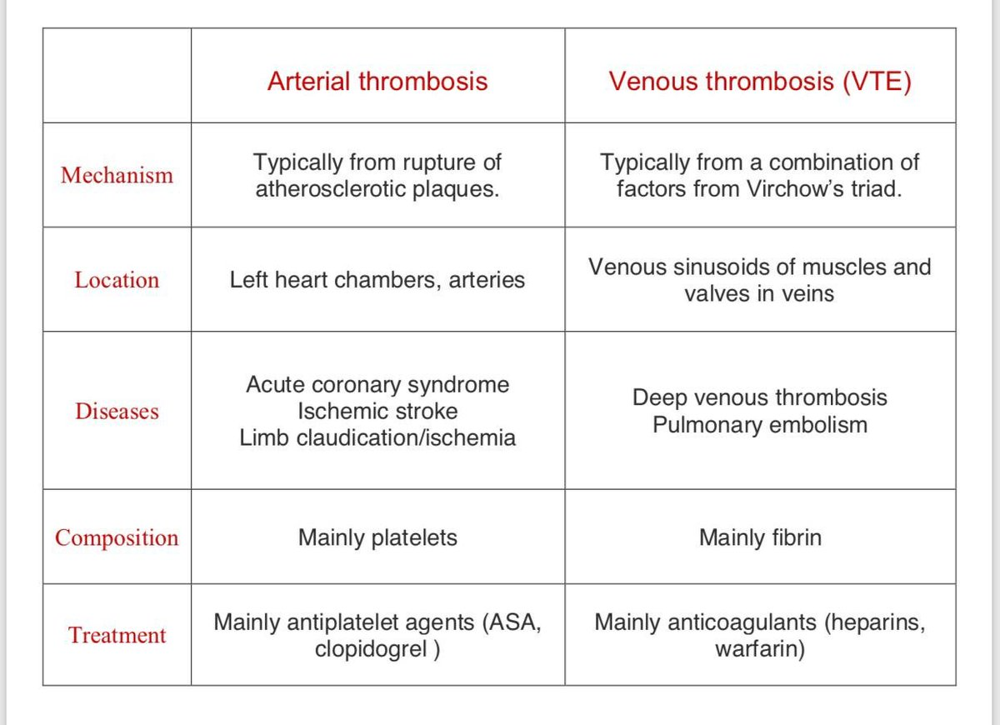 Arterial thrombosis
Venous thrombosis (VTE)
Mechanism
Typically from rupture of
atherosclerotic plaques.
Typically from a combination of
factors from Virchow’s triad.
Location
Left heart chambers, arteries
Venous sinusoids of muscles and
valves in veins
Diseases
Acute coronary syndrome
Ischemic stroke
Limb claudication/ischemia
Deep venous thrombosis
Pulmonary embolism
Composition
Mainly platelets
Mainly fibrin
Treatment
Mainly antiplatelet agents (ASA,
clopidogrel )
Mainly anticoagulants (heparins,
warfarin)